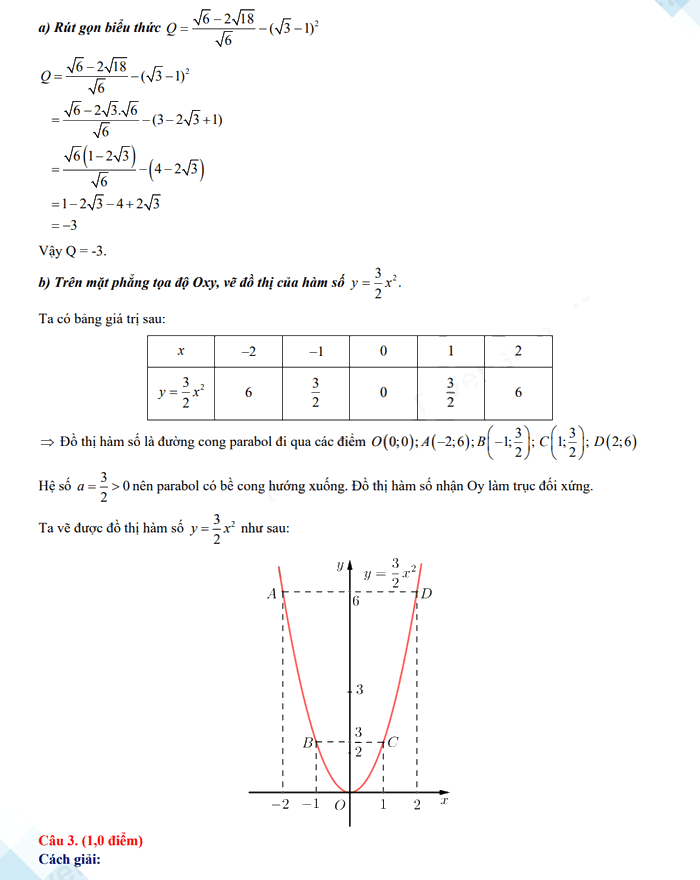 a) Rút gọn biểu thức Q = (√6 − 2√18)/√6 − (√3 − 1)²
Q = (√6 − 2√18)/√6 − (√3 − 1)²
= (√6 − 2√3.√6)/√6 − (3 − 2√3 + 1)
= √6(1 − 2√3)/√6 − (4 − 2√3)
= 1 − 2√3 − 4 + 2√3
= −3
Vậy Q = -3.
b) Trên mặt phẳng tọa độ Oxy, vẽ đồ thị của hàm số y = 3/2 x².
Ta có bảng giá trị sau:
x −2 −1 0 1 2
y = 3/2 x² 6 3/2 0 3/2 6
⇒ Đồ thị hàm số là đường cong parabol đi qua các điểm O(0;0); A(−2;6); B(−1; 3/2); C(1; 3/2); D(2;6)
Hệ số a = 3/2 > 0 nên parabol có bề cong hướng xuống. Đồ thị hàm số nhận Oy làm trục đối xứng.
Ta vẽ được đồ thị hàm số y = 3/2 x² như sau:
y y = 3/2 x²
A 6 D
3
B 3/2 C
−2 −1 O 1 2 x
Câu 3. (1,0 điểm)
Cách giải: